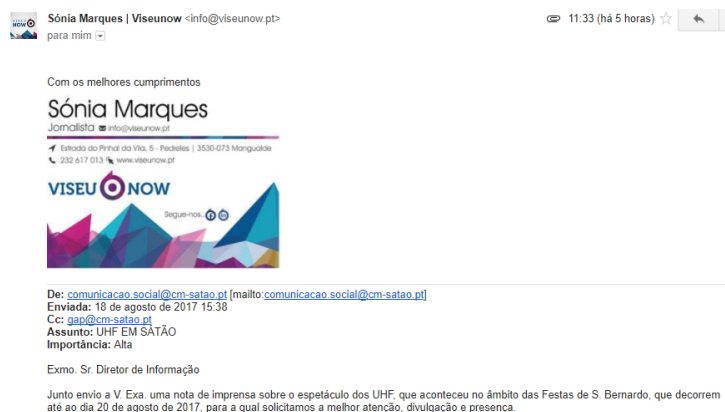 Sónia Marques | Viseunow <info@viseunow.pt>
11:33 (há 5 horas)
para mim
Com os melhores cumprimentos
Sónia Marques
Jornalista info@viseunow.pt
Estrada do Pinhal da Vila, 5 - Pedreles | 3530-073 Mangualde
232 617 013 www.viseunow.pt
VISEU NOW
Segue-nos..
De: comunicacao.social@cm-satao.pt [mailto:comunicacao.social@cm-satao.pt]
Enviada: 18 de agosto de 2017 15:38
Cc: gap@cm-satao.pt
Assunto: UHF EM SÁTÃO
Importância: Alta
Exmo. Sr. Diretor de Informação
Junto envio a V. Exa. uma nota de imprensa sobre o espetáculo dos UHF, que aconteceu no âmbito das Festas de S. Bernardo, que decorrem
até ao dia 20 de agosto de 2017, para a qual solicitamos a melhor atenção, divulgação e presença.